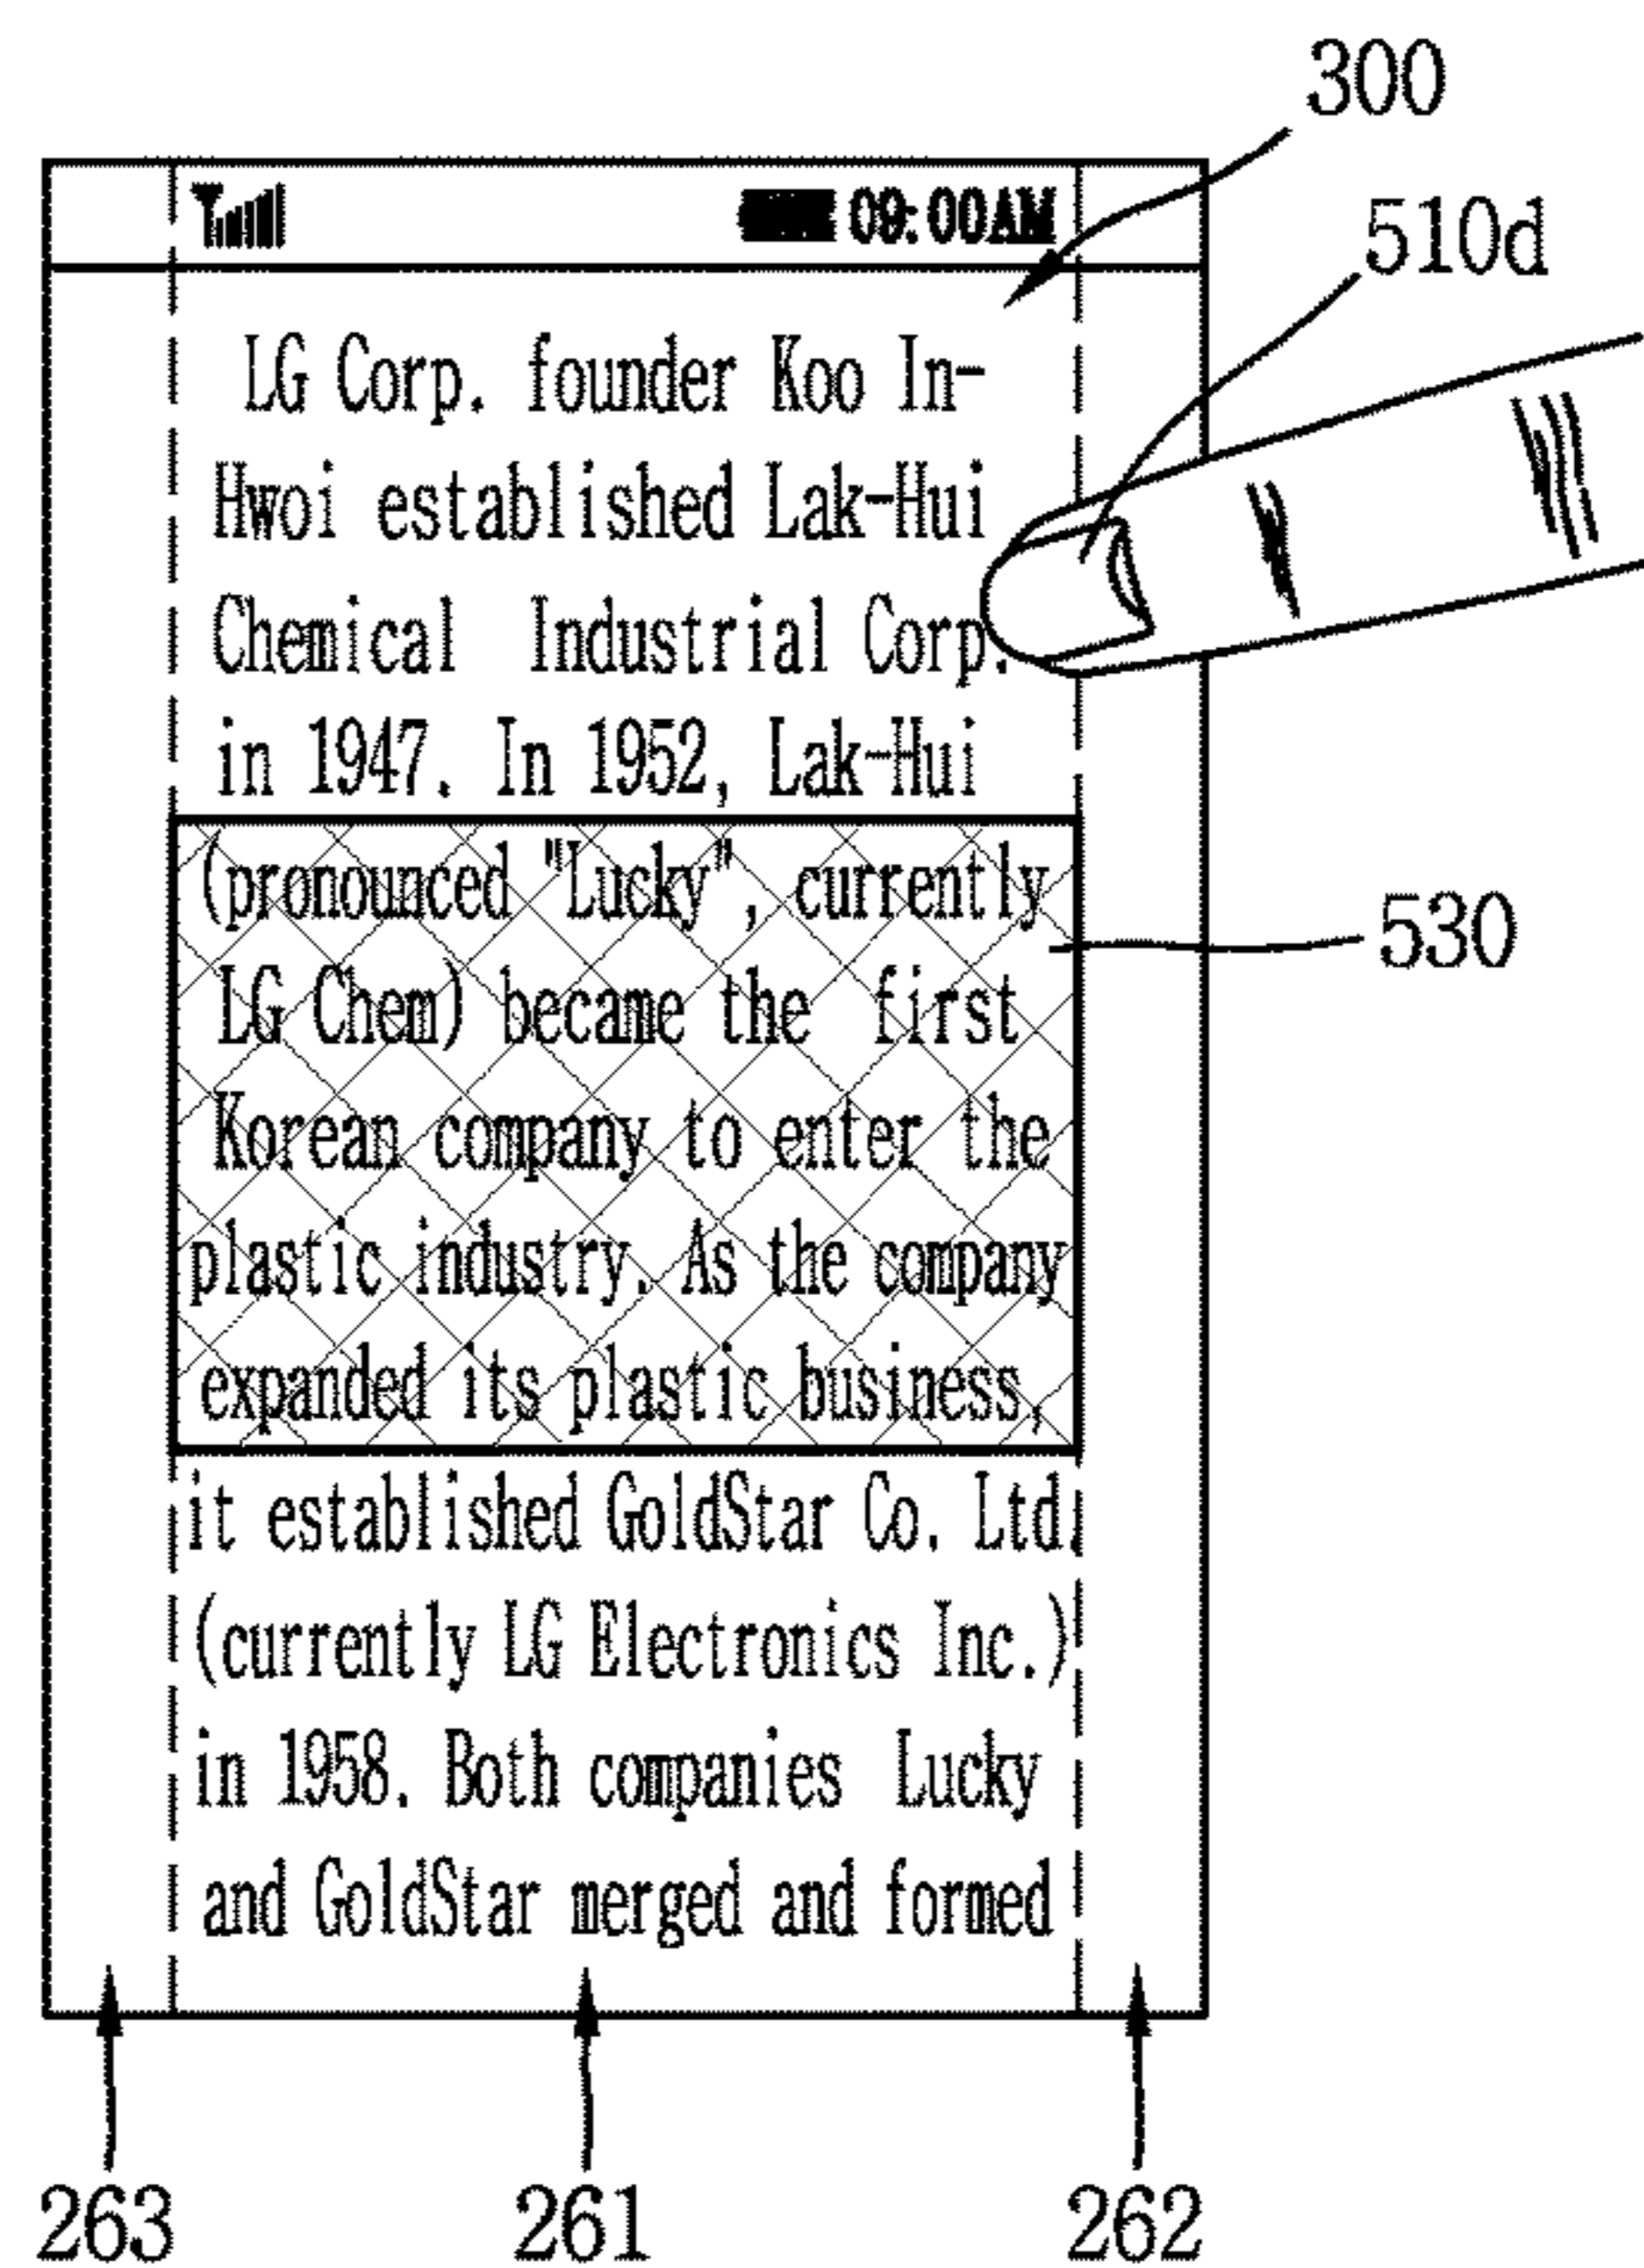 300
09:00AM
510d
LG Corp. founder Koo In-
Hwoi established Lak-Hui
Chemical Industrial Corp.
in 1947. In 1952, Lak-Hui
(pronounced "Lucky", currently
530
LG Chem) became the first
Korean company to enter the
plastic industry. As the company
expanded its plastic business,
it established GoldStar Co. Ltd.
(currently LG Electronics Inc.)
in 1958. Both companies Lucky
and GoldStar merged and formed
263 261 262